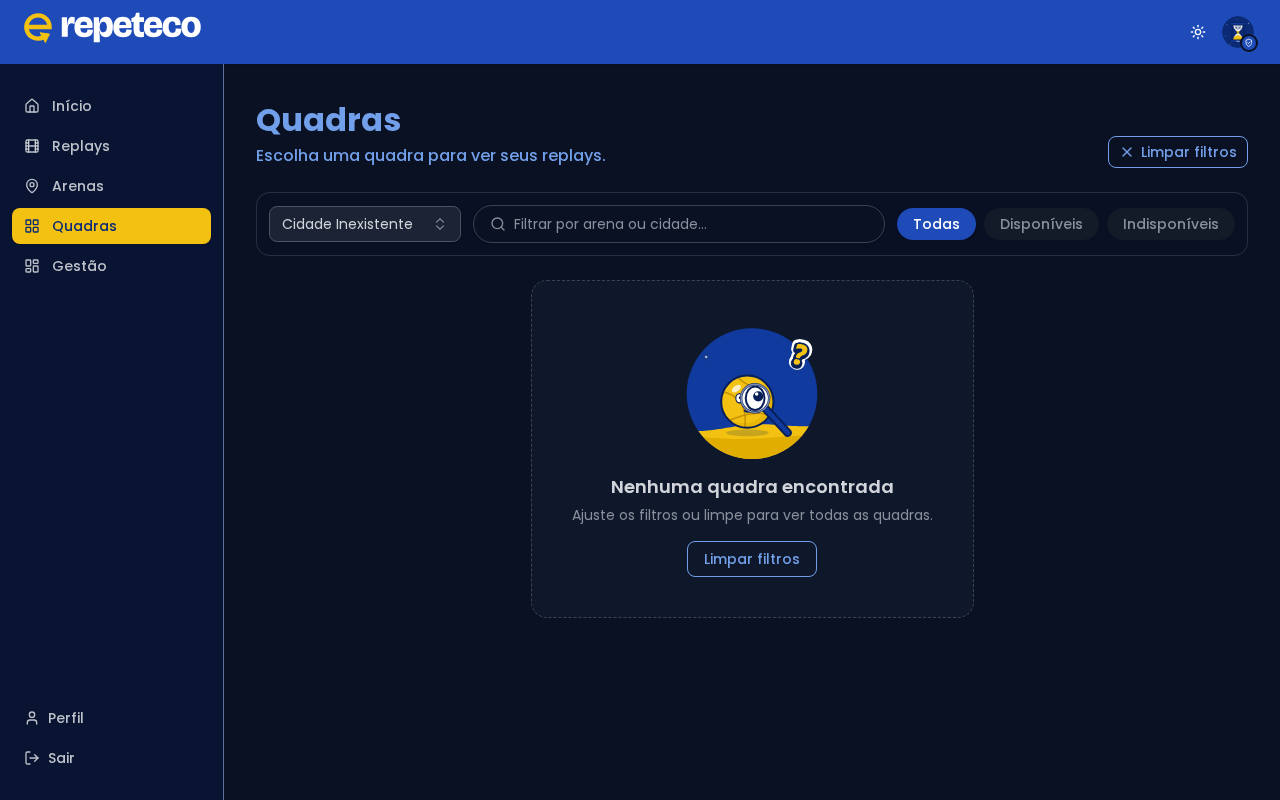 repeteco
Início
Replays
Arenas
Quadras
Gestão
Perfil
Sair
Quadras
Escolha uma quadra para ver seus replays.
Limpar filtros
Cidade Inexistente
Filtrar por arena ou cidade...
Todas
Disponíveis
Indisponíveis
?
Nenhuma quadra encontrada
Ajuste os filtros ou limpe para ver todas as quadras.
Limpar filtros